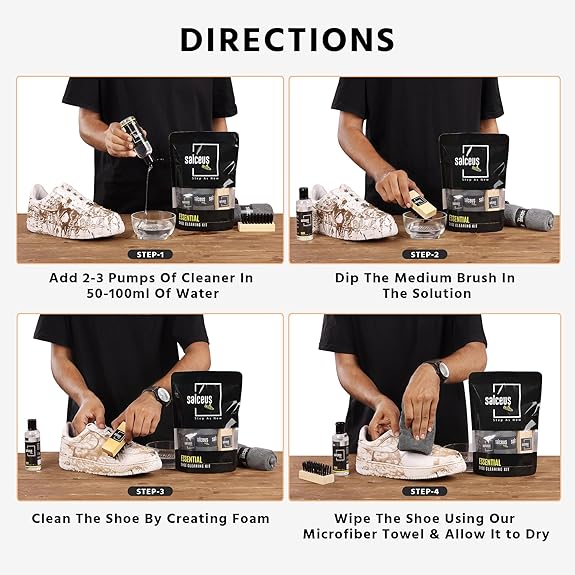 DIRECTIONS
salceus
Step As New
ESSENTIAL
SHOE CLEANING KIT
STEP-1
Add 2-3 Pumps Of Cleaner In
50-100ml Of Water
salceus
Step As New
ESSENTIAL
SHOE CLEANING KIT
STEP-2
Dip The Medium Brush In
The Solution
salceus
Step As New
ESSENTIAL
SHOE CLEANING KIT
STEP-3
Clean The Shoe By Creating Foam
salceus
Step As New
ESSENTIAL
SHOE CLEANING KIT
STEP-4
Wipe The Shoe Using Our
Microfiber Towel & Allow It to Dry